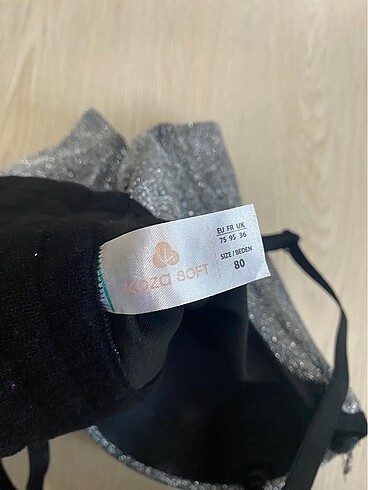 koza SOFT
EU FR UK
75 95 36
SIZE / BEDEN
80